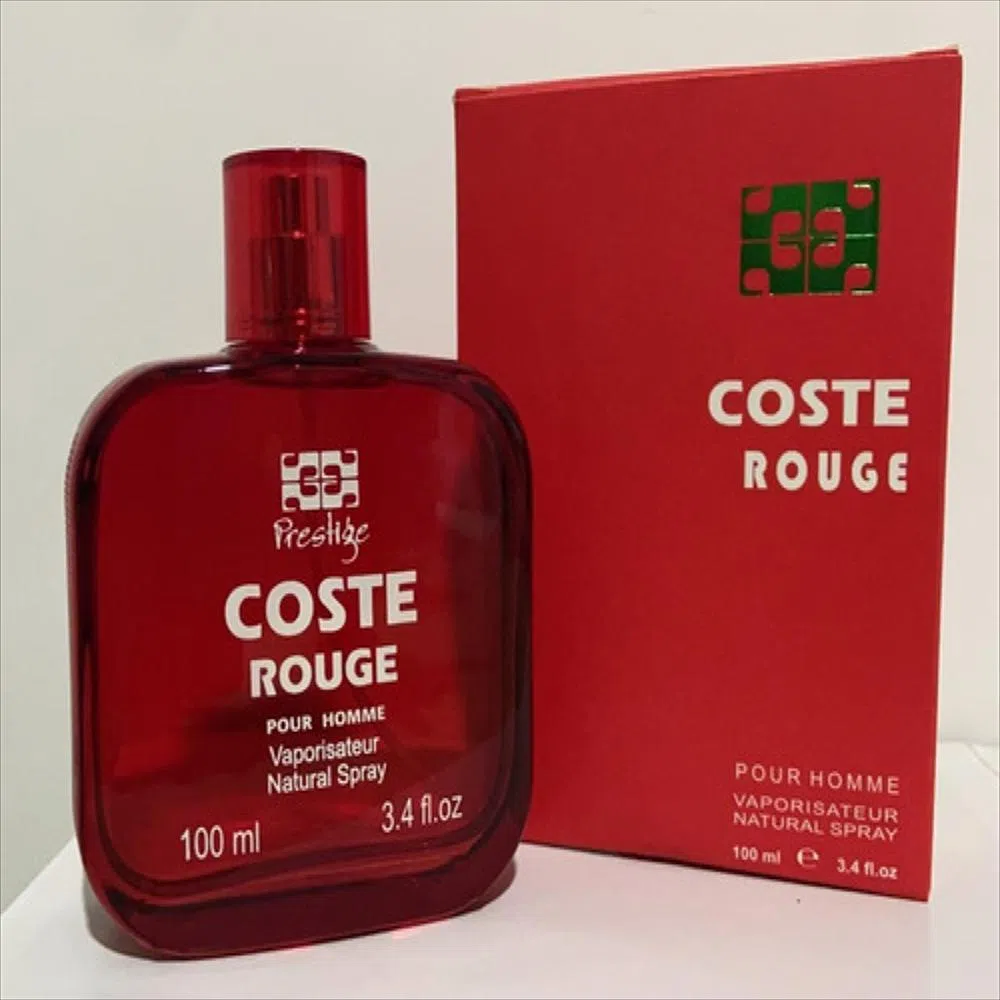 Prestige
COSTE
ROUGE
POUR HOMME
Vaporisateur
Natural Spray
100 ml 3.4 fl.oz
COSTE
ROUGE
POUR HOMME
VAPORISATEUR
NATURAL SPRAY
100 ml ℮ 3.4 fl.oz